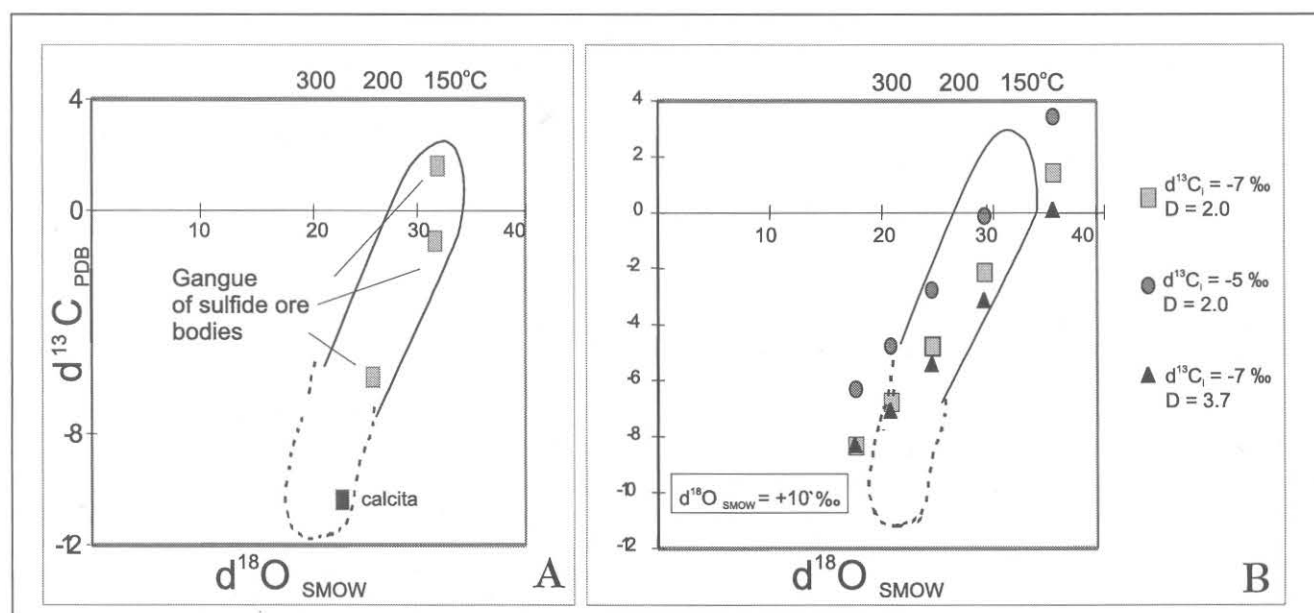 300 200 150°C
4
0
10 20 30 40
Gangue
of sulfide ore
bodies
d¹³C PDB
-8
calcita
-12
d¹⁸O SMOW
A
300 200 150°C
4
2
0
10 20 30 40
-2
-4
-6
-8
-10
-12
d¹⁸O SMOW = +10‰
d¹⁸O SMOW
B
d¹³Cᵢ = -7 ‰
D = 2.0
d¹³Cᵢ = -5 ‰
D = 2.0
d¹³Cᵢ = -7 ‰
D = 3.7